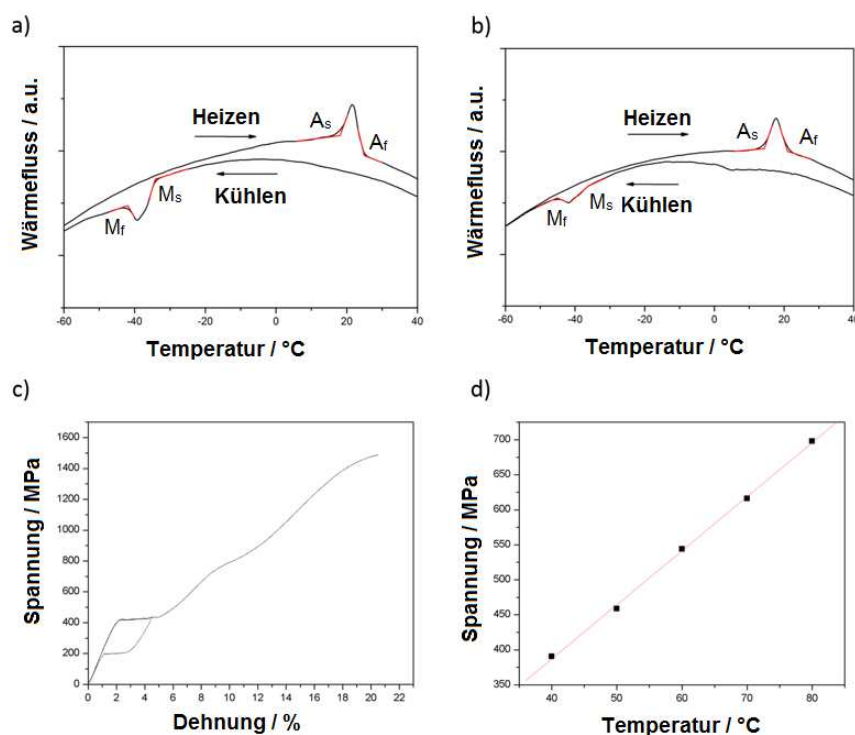 a)
Wärmefluss / a.u.
Heizen
As
Af
Ms
Kühlen
Mf
-60 -40 -20 0 20 40
Temperatur / °C
b)
Wärmefluss / a.u.
Heizen
As
Af
Ms
Kühlen
Mf
-60 -40 -20 0 20 40
Temperatur / °C
c)
Spannung / MPa
1600
1400
1200
1000
800
600
400
200
0
0 2 4 6 8 10 12 14 16 18 20 22
Dehnung / %
d)
Spannung / MPa
700
650
600
550
500
450
400
350
40 50 60 70 80
Temperatur / °C